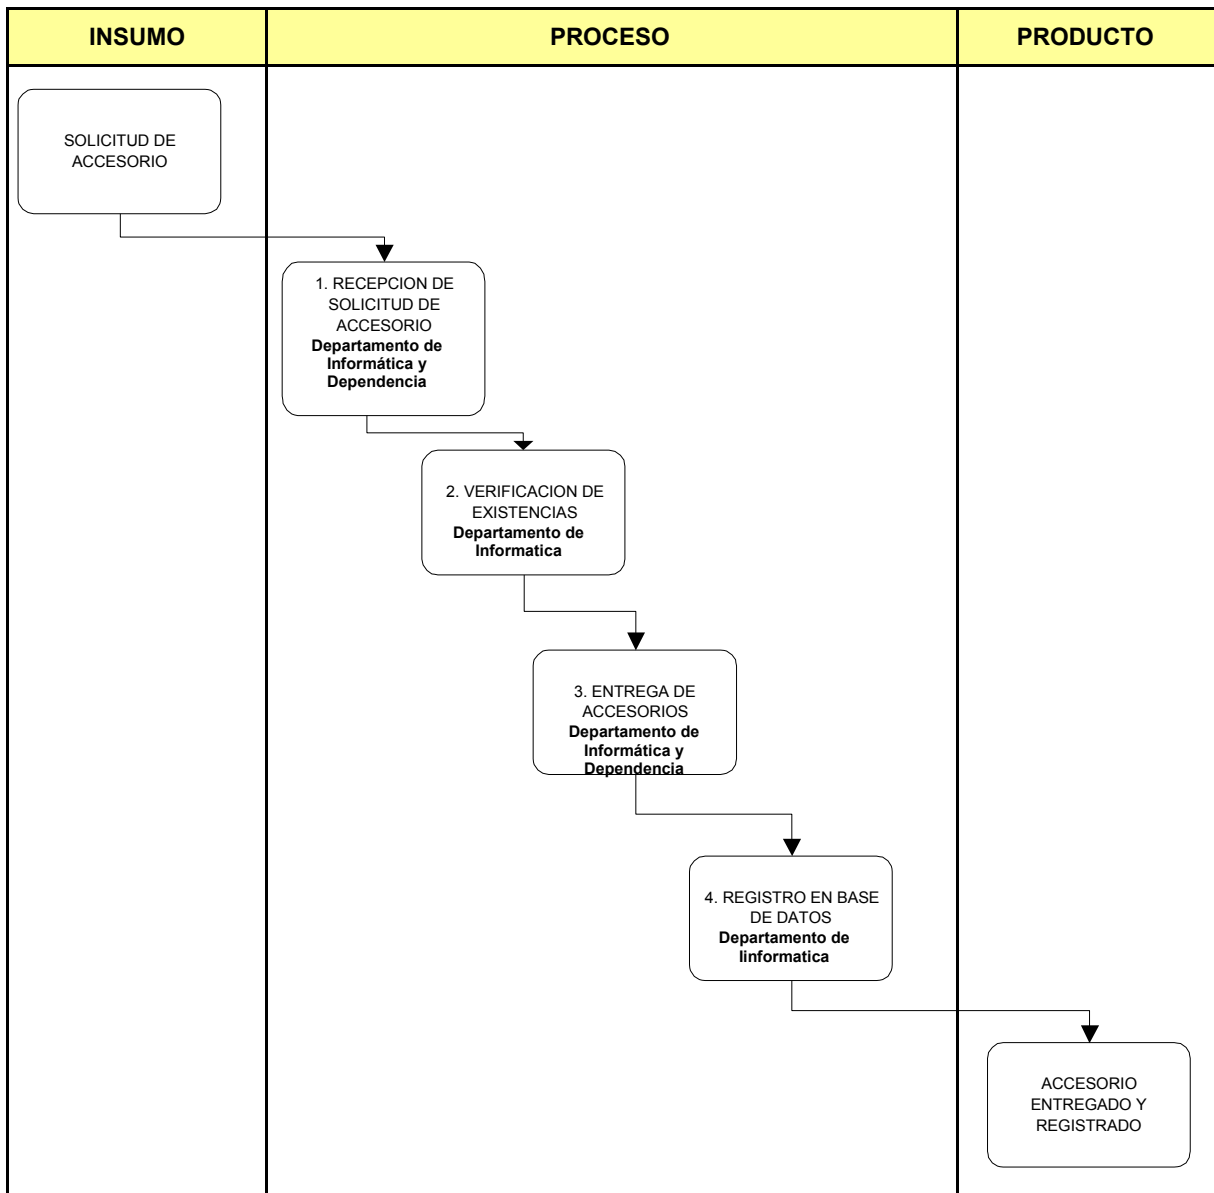 INSUMO
PROCESO
PRODUCTO
SOLICITUD DE
ACCESORIO
1. RECEPCION DE
SOLICITUD DE
ACCESORIO
Departamento de
Informática y
Dependencia
2. VERIFICACION DE
EXISTENCIAS
Departamento de
Informatica
3. ENTREGA DE
ACCESORIOS
Departamento de
Informática y
Dependencia
4. REGISTRO EN BASE
DE DATOS
Departamento de
Iinformatica
ACCESORIO
ENTREGADO Y
REGISTRADO